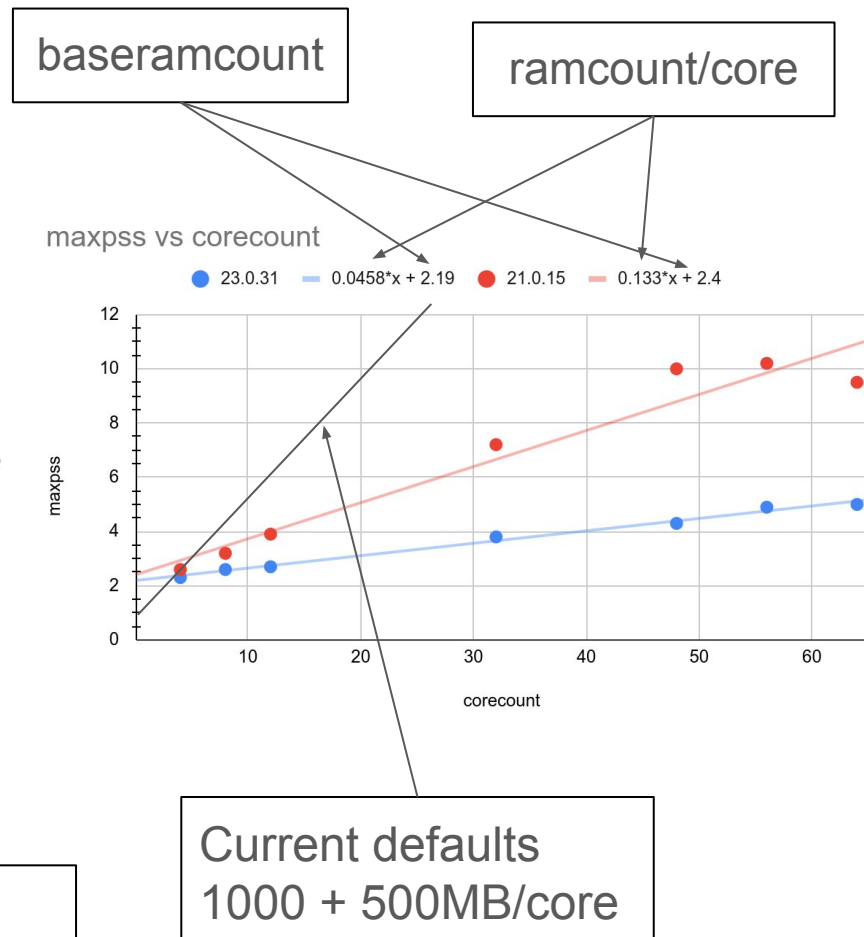 baseramcount
ramcount/core
maxpss vs corecount
23.0.31 0.0458*x + 2.19 21.0.15 0.133*x + 2.4
12
10
8
6
4
2
0
maxpss
10 20 30 40 50 60
corecount
Current defaults
1000 + 500MB/core